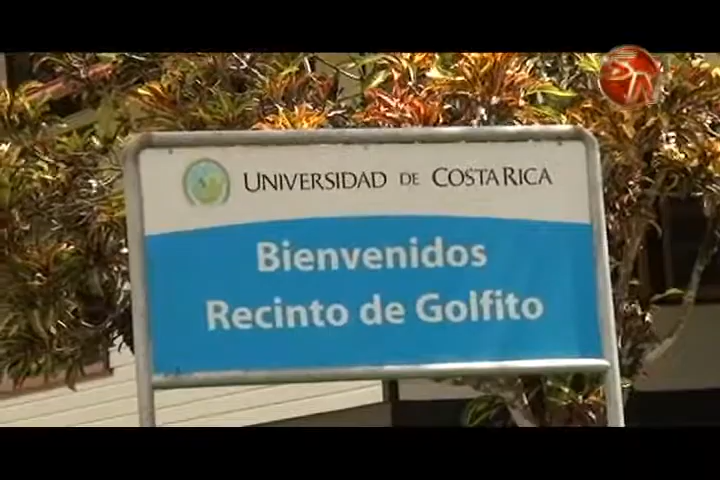 UNIVERSIDAD DE COSTA RICA
Bienvenidos
Recinto de Golfito